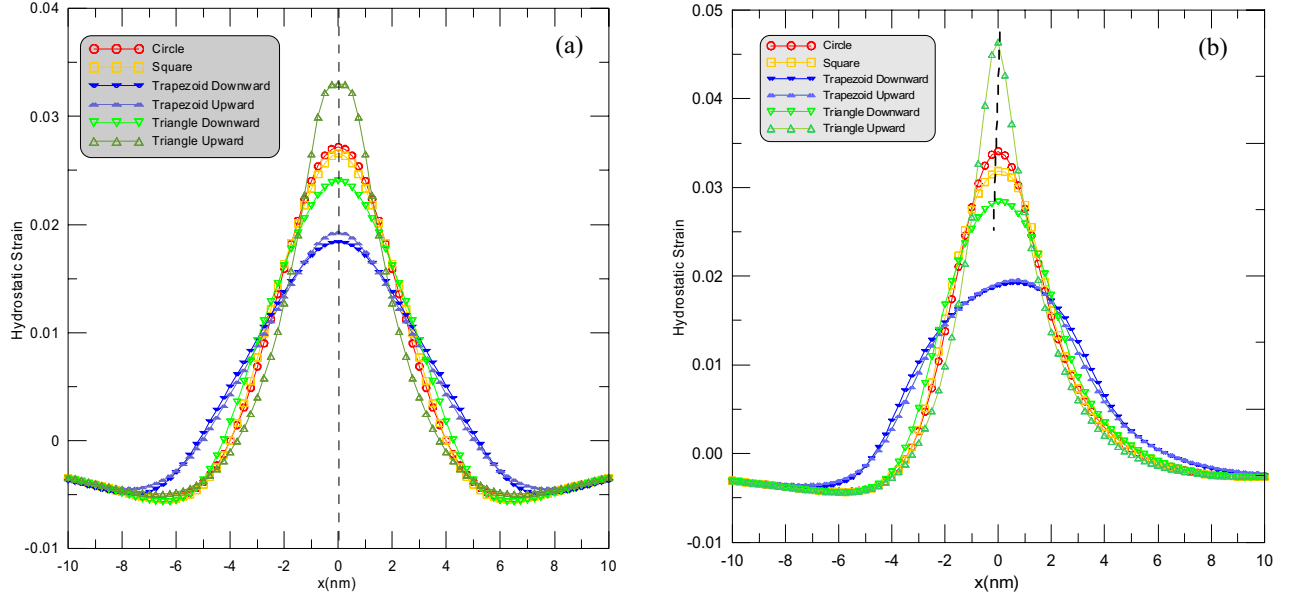 (a)
Circle
Square
Trapezoid Downward
Trapezoid Upward
Triangle Downward
Triangle Upward
0.04
0.03
0.02
0.01
0
-0.01
Hydrostatic Strain
-10 -8 -6 -4 -2 0 2 4 6 8 10
x(nm)
(b)
Circle
Square
Trapezoid Downward
Trapezoid Upward
Triangle Downward
Triangle Upward
0.05
0.04
0.03
0.02
0.01
0.00
-0.01
Hydrostatic Strain
-10 -8 -6 -4 -2 0 2 4 6 8 10
x(nm)